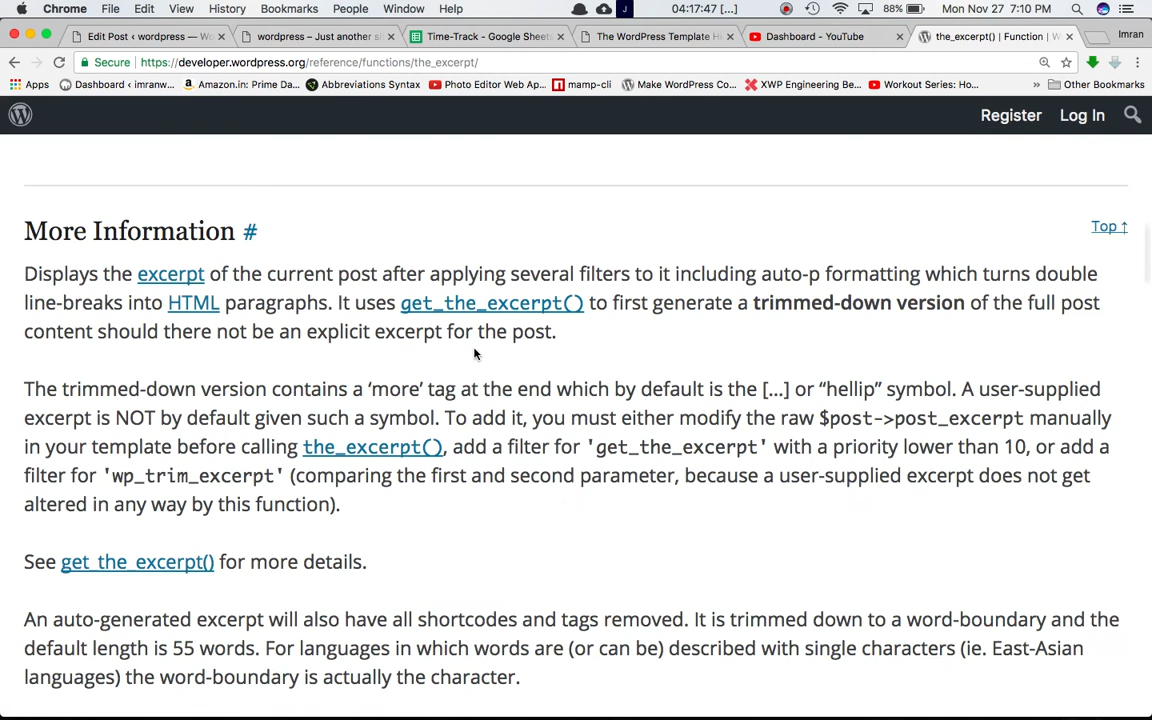 Chrome File Edit View History Bookmarks People Window Help 04:17:47 [...] 88% Mon Nov 27 7:10 PM
Edit Post ‹ wordpress — Wo × wordpress – Just another si × Time-Track - Google Sheets × The WordPress Template Hi × Dashboard - YouTube × the_excerpt() | Function | W × Imran
Secure https://developer.wordpress.org/reference/functions/the_excerpt/
Apps Dashboard ‹ imranw... Amazon.in: Prime Da... Abbreviations Syntax Photo Editor Web Ap... mamp-cli Make WordPress Co... XWP Engineering Be... Workout Series: Ho... » Other Bookmarks
Register Log In
More Information # Top ↑
Displays the excerpt of the current post after applying several filters to it including auto-p formatting which turns double
line-breaks into HTML paragraphs. It uses get_the_excerpt() to first generate a trimmed-down version of the full post
content should there not be an explicit excerpt for the post.
The trimmed-down version contains a ‘more’ tag at the end which by default is the […] or “hellip” symbol. A user-supplied
excerpt is NOT by default given such a symbol. To add it, you must either modify the raw $post->post_excerpt manually
in your template before calling the_excerpt(), add a filter for 'get_the_excerpt' with a priority lower than 10, or add a
filter for 'wp_trim_excerpt' (comparing the first and second parameter, because a user-supplied excerpt does not get
altered in any way by this function).
See get_the_excerpt() for more details.
An auto-generated excerpt will also have all shortcodes and tags removed. It is trimmed down to a word-boundary and the
default length is 55 words. For languages in which words are (or can be) described with single characters (ie. East-Asian
languages) the word-boundary is actually the character.